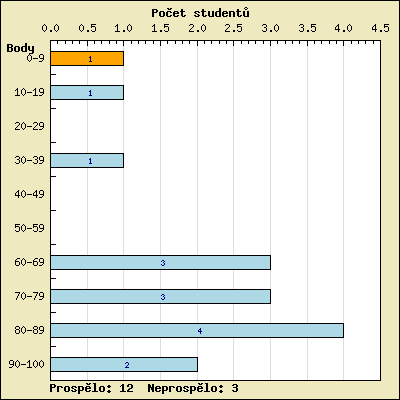 Počet studentů
0.0 0.5 1.0 1.5 2.0 2.5 3.0 3.5 4.0 4.5
Body
0-9 1
10-19 1
20-29
30-39 1
40-49
50-59
60-69 3
70-79 3
80-89 4
90-100 2
Prospělo: 12 Neprospělo: 3